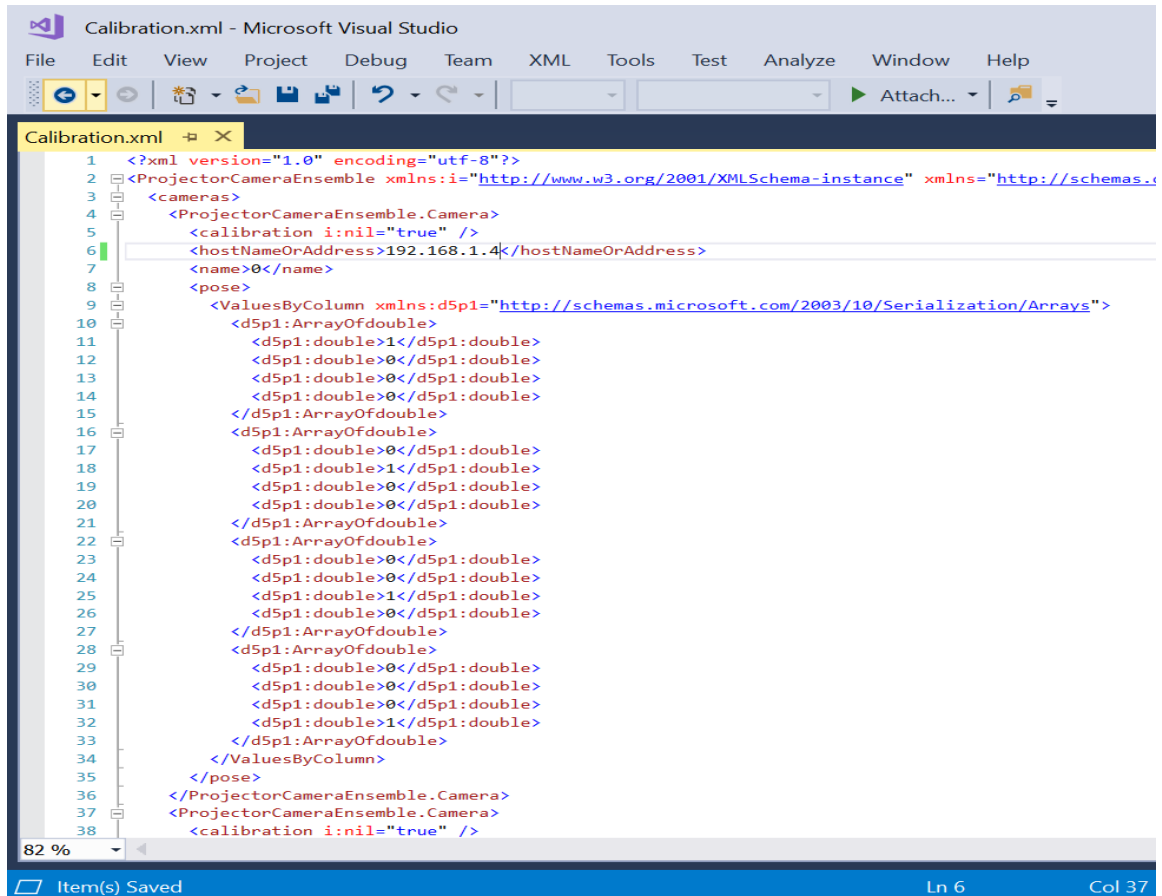 Calibration.xml - Microsoft Visual Studio
File Edit View Project Debug Team XML Tools Test Analyze Window Help
Attach...
Calibration.xml
1 <?xml version="1.0" encoding="utf-8"?>
2 <ProjectorCameraEnsemble xmlns:i="http://www.w3.org/2001/XMLSchema-instance" xmlns="http://schemas.
3 <cameras>
4 <ProjectorCameraEnsemble.Camera>
5 <calibration i:nil="true" />
6 <hostNameOrAddress>192.168.1.4</hostNameOrAddress>
7 <name>0</name>
8 <pose>
9 <ValuesByColumn xmlns:d5p1="http://schemas.microsoft.com/2003/10/Serialization/Arrays">
10 <d5p1:ArrayOfdouble>
11 <d5p1:double>1</d5p1:double>
12 <d5p1:double>0</d5p1:double>
13 <d5p1:double>0</d5p1:double>
14 <d5p1:double>0</d5p1:double>
15 </d5p1:ArrayOfdouble>
16 <d5p1:ArrayOfdouble>
17 <d5p1:double>0</d5p1:double>
18 <d5p1:double>1</d5p1:double>
19 <d5p1:double>0</d5p1:double>
20 <d5p1:double>0</d5p1:double>
21 </d5p1:ArrayOfdouble>
22 <d5p1:ArrayOfdouble>
23 <d5p1:double>0</d5p1:double>
24 <d5p1:double>0</d5p1:double>
25 <d5p1:double>1</d5p1:double>
26 <d5p1:double>0</d5p1:double>
27 </d5p1:ArrayOfdouble>
28 <d5p1:ArrayOfdouble>
29 <d5p1:double>0</d5p1:double>
30 <d5p1:double>0</d5p1:double>
31 <d5p1:double>0</d5p1:double>
32 <d5p1:double>1</d5p1:double>
33 </d5p1:ArrayOfdouble>
34 </ValuesByColumn>
35 </pose>
36 </ProjectorCameraEnsemble.Camera>
37 <ProjectorCameraEnsemble.Camera>
38 <calibration i:nil="true" />
82 %
Item(s) Saved Ln 6 Col 37